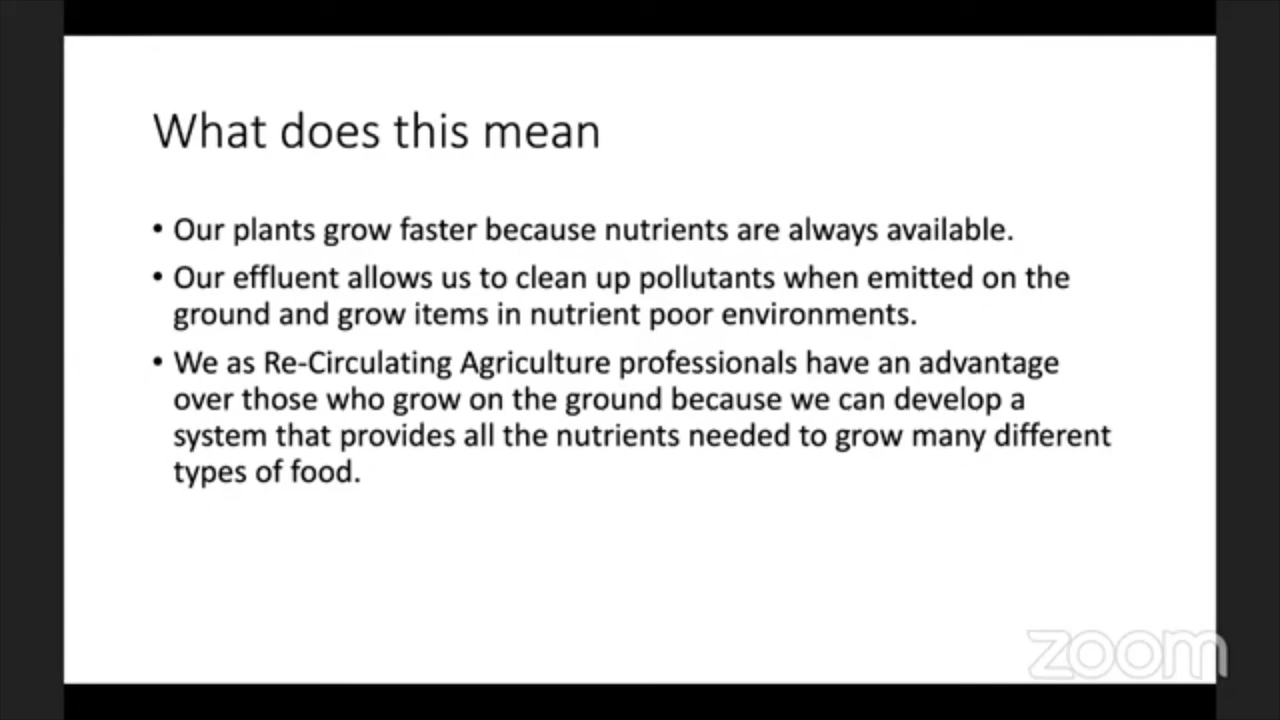 What does this mean
• Our plants grow faster because nutrients are always available.
• Our effluent allows us to clean up pollutants when emitted on the
ground and grow items in nutrient poor environments.
• We as Re-Circulating Agriculture professionals have an advantage
over those who grow on the ground because we can develop a
system that provides all the nutrients needed to grow many different
types of food.
zoom